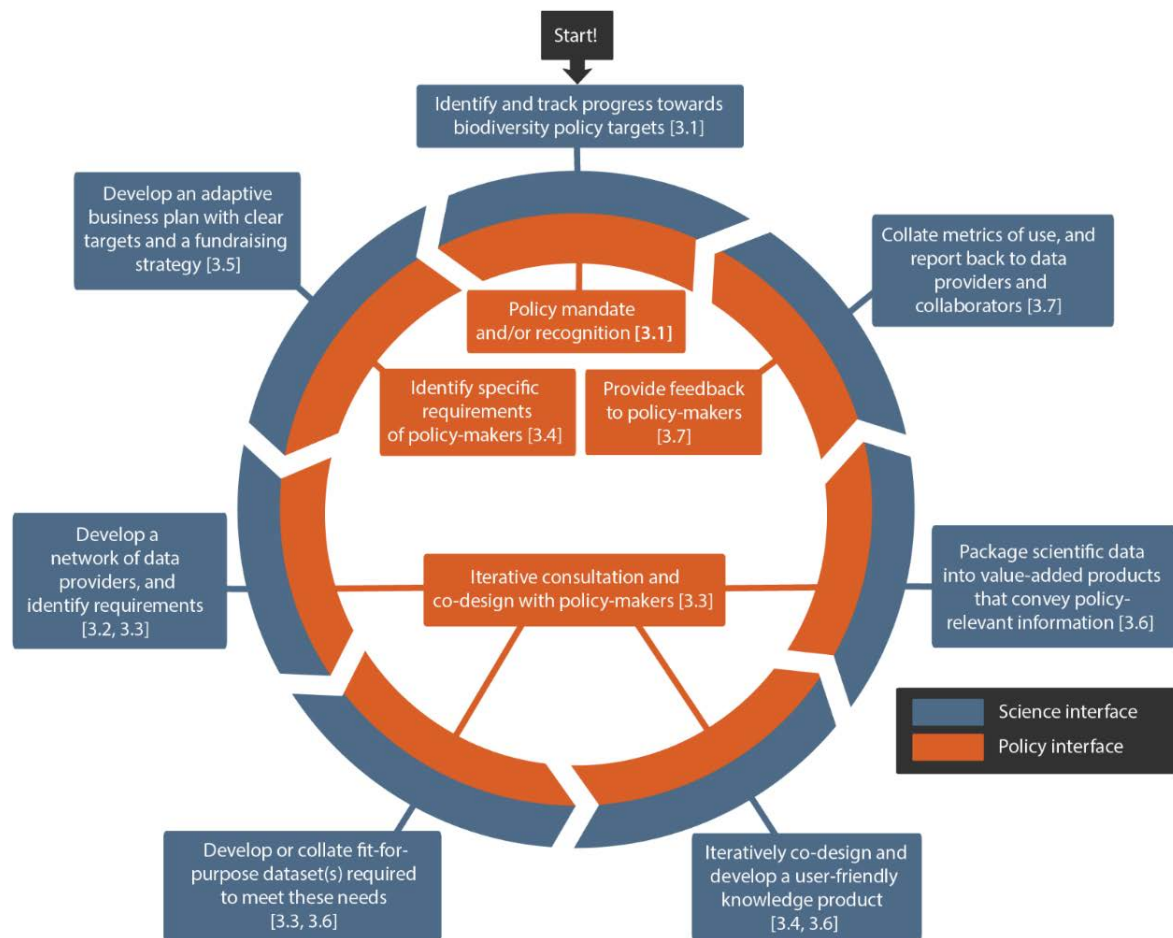 Start!
Identify and track progress towards
biodiversity policy targets [3.1]
Develop an adaptive
business plan with clear
targets and a fundraising
strategy [3.5]
Collate metrics of use, and
report back to data
providers and
collaborators [3.7]
Policy mandate
and/or recognition [3.1]
Identify specific
requirements
of policy-makers [3.4]
Provide feedback
to policy-makers
[3.7]
Develop a
network of data
providers, and
identify requirements
[3.2, 3.3]
Iterative consultation and
co-design with policy-makers [3.3]
Package scientific data
into value-added products
that convey policy-
relevant information [3.6]
Science interface
Policy interface
Develop or collate fit-for-
purpose dataset(s) required
to meet these needs
[3.3, 3.6]
Iteratively co-design and
develop a user-friendly
knowledge product
[3.4, 3.6]